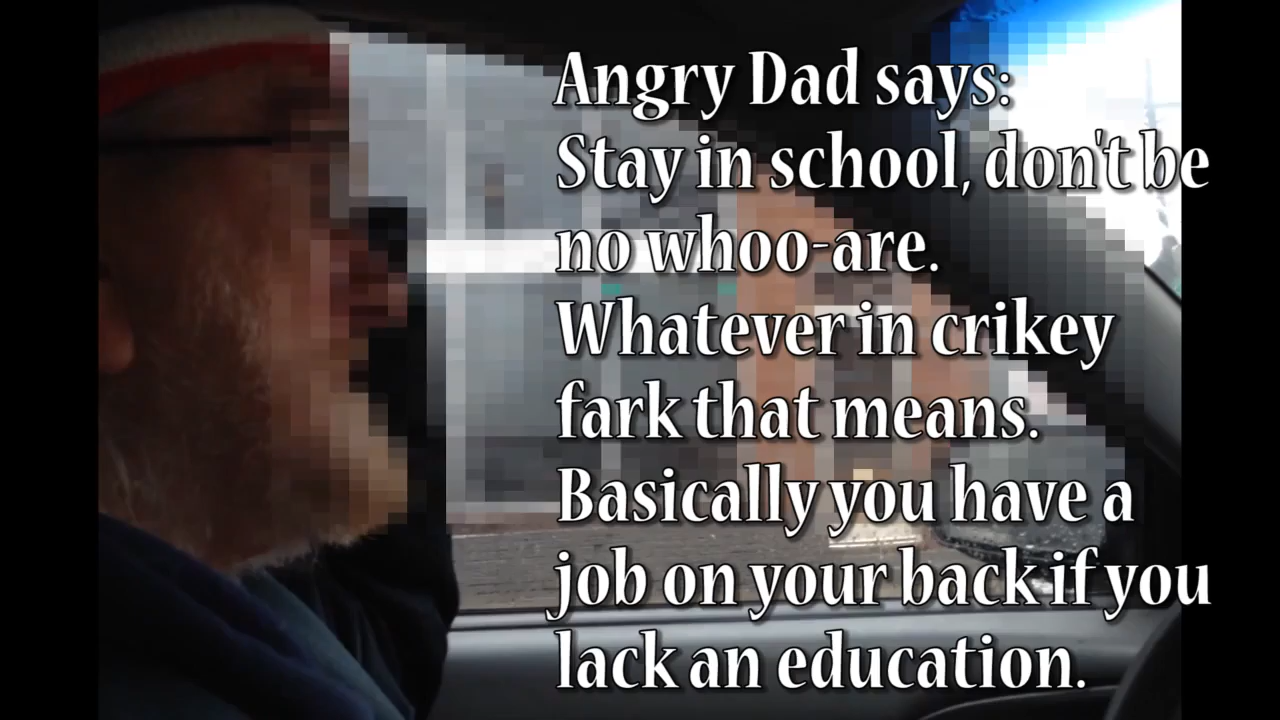 Angry Dad says:
Stay in school, don't be
no whoo-are.
Whatever in crikey
fark that means.
Basically you have a
job on your back if you
lack an education.